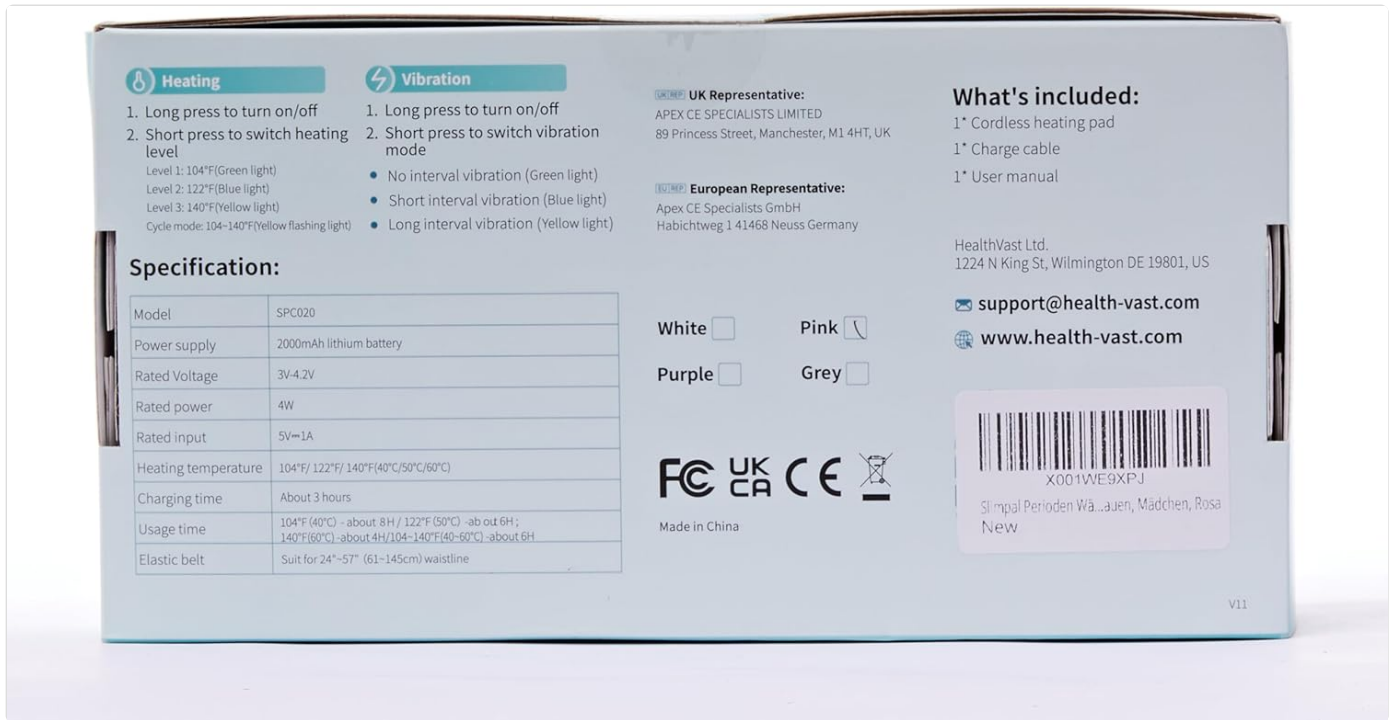 Heating
1. Long press to turn on/off
2. Short press to switch heating
level
Level 1: 104°F(Green light)
Level 2: 122°F(Blue light)
Level 3: 140°F(Yellow light)
Cycle mode: 104~140°F(Yellow flashing light)
Vibration
1. Long press to turn on/off
2. Short press to switch vibration
mode
• No interval vibration (Green light)
• Short interval vibration (Blue light)
• Long interval vibration (Yellow light)
Specification:
Model SPC020
Power supply 2000mAh lithium battery
Rated Voltage 3V-4.2V
Rated power 4W
Rated input 5V⎓1A
Heating temperature 104°F/ 122°F/ 140°F(40°C/50°C/60°C)
Charging time About 3 hours
Usage time 104°F (40°C) - about 8H / 122°F (50°C) -ab out 6H ;
140°F(60°C) -about 4H/104~140°F(40~60°C) -about 6H
Elastic belt Suit for 24"~57" (61~145cm) waistline
UK REP UK Representative:
APEX CE SPECIALISTS LIMITED
89 Princess Street, Manchester, M1 4HT, UK
EU REP European Representative:
Apex CE Specialists GmbH
Habichtweg 1 41468 Neuss Germany
White Pink
Purple Grey
FC UK CA CE
Made in China
What's included:
1* Cordless heating pad
1* Charge cable
1* User manual
HealthVast Ltd.
1224 N King St, Wilmington DE 19801, US
support@health-vast.com
www.health-vast.com
X001WE9XPJ
Slimpal Perioden Wä...auen, Mädchen, Rosa
New
V11